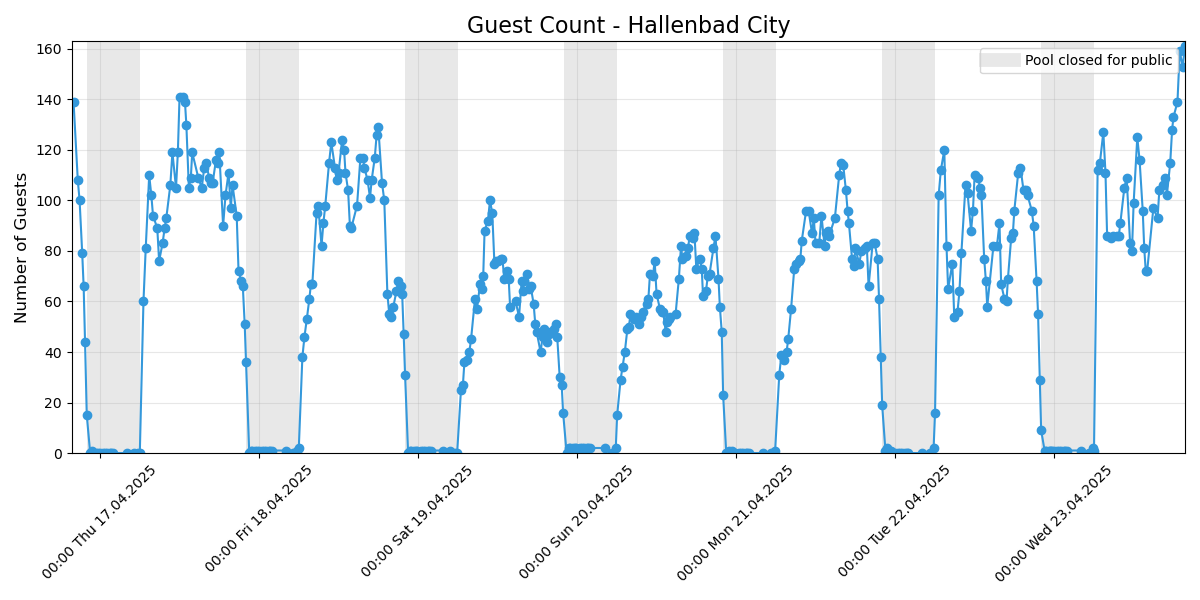 Guest Count - Hallenbad City
Pool closed for public
Number of Guests
160
140
120
100
80
60
40
20
0
00:00 Thu 17.04.2025
00:00 Fri 18.04.2025
00:00 Sat 19.04.2025
00:00 Sun 20.04.2025
00:00 Mon 21.04.2025
00:00 Tue 22.04.2025
00:00 Wed 23.04.2025